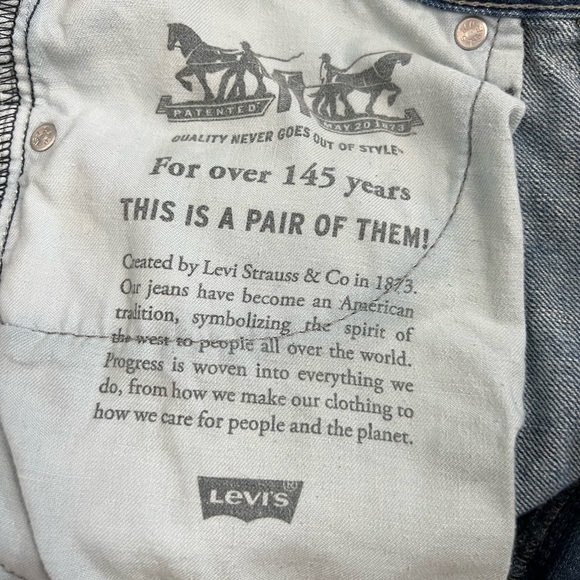 PATENTED
MAY 20 1873
QUALITY NEVER GOES OUT OF STYLE
For over 145 years
THIS IS A PAIR OF THEM!
Created by Levi Strauss & Co in 1873.
Our jeans have become an American
tradition, symbolizing the spirit of
the west to people all over the world.
Progress is woven into everything we
do, from how we make our clothing to
how we care for people and the planet.
LEVI'S